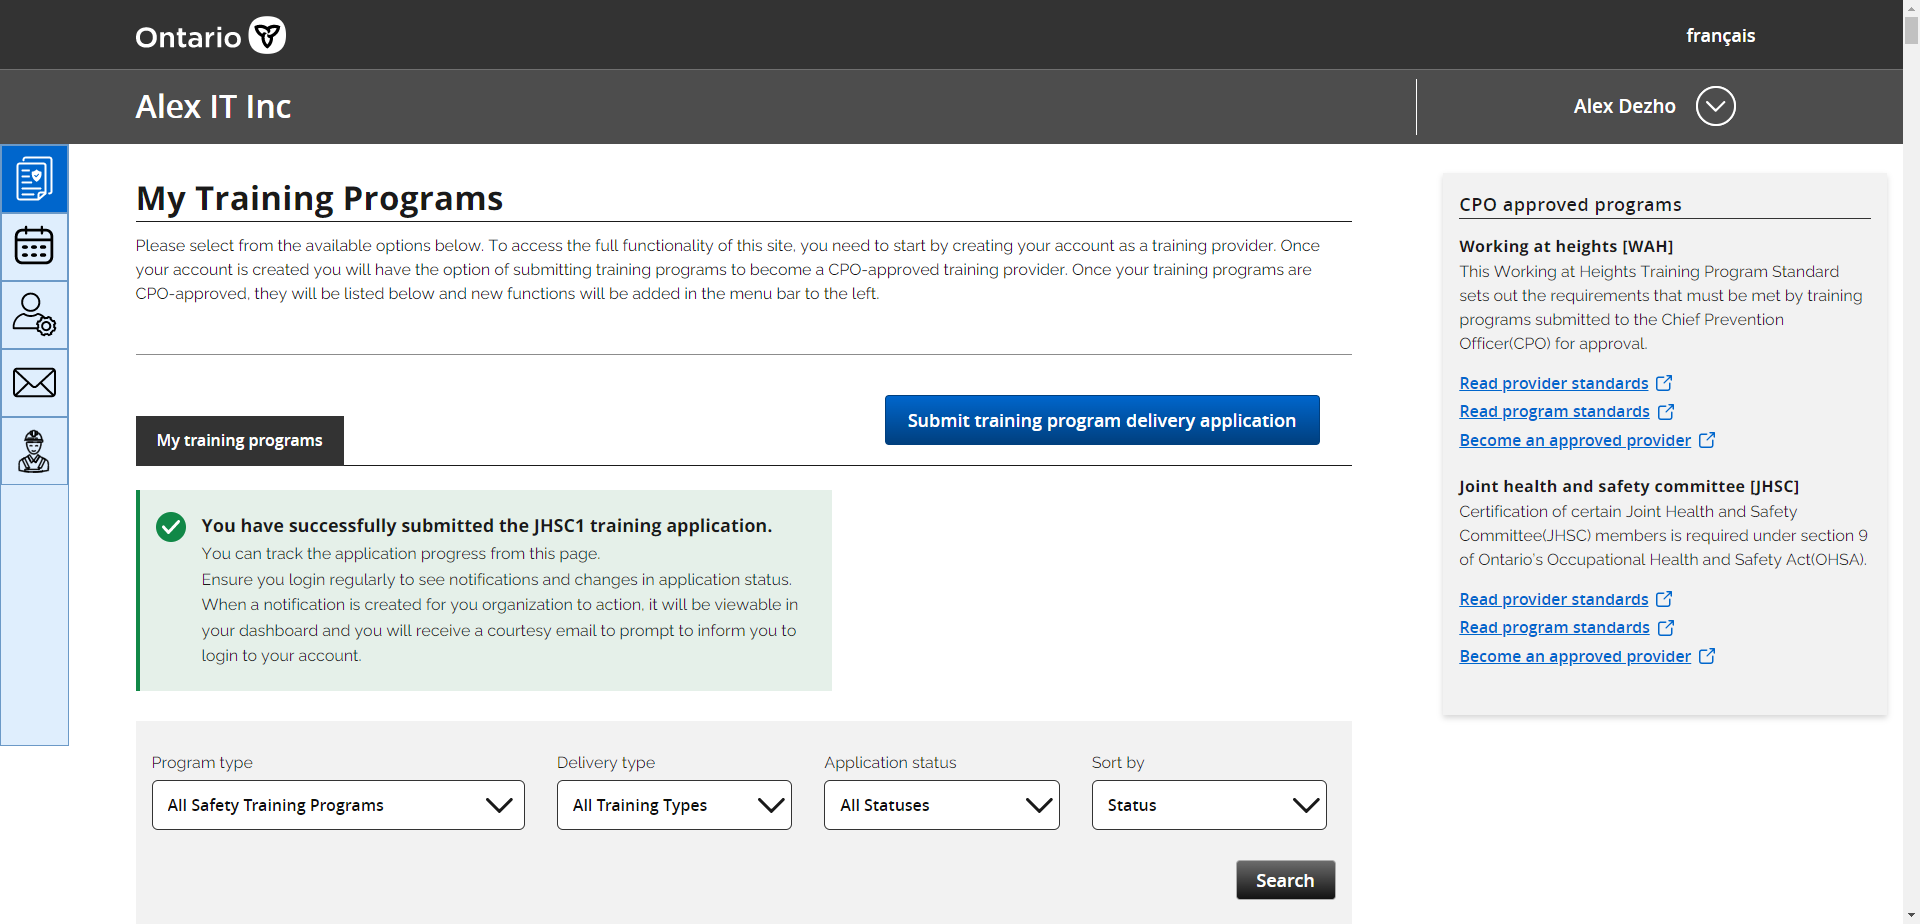 Ontario
français
Alex IT Inc
Alex Dezho
My Training Programs
Please select from the available options below. To access the full functionality of this site, you need to start by creating your account as a training provider. Once
your account is created you will have the option of submitting training programs to become a CPO-approved training provider. Once your training programs are
CPO-approved, they will be listed below and new functions will be added in the menu bar to the left.
Submit training program delivery application
My training programs
You have successfully submitted the JHSC1 training application.
You can track the application progress from this page.
Ensure you login regularly to see notifications and changes in application status.
When a notification is created for you organization to action, it will be viewable in
your dashboard and you will receive a courtesy email to prompt to inform you to
login to your account.
Program type
Delivery type
Application status
Sort by
All Safety Training Programs
All Training Types
All Statuses
Status
Search
CPO approved programs
Working at heights [WAH]
This Working at Heights Training Program Standard
sets out the requirements that must be met by training
programs submitted to the Chief Prevention
Officer(CPO) for approval.
Read provider standards
Read program standards
Become an approved provider
Joint health and safety committee [JHSC]
Certification of certain Joint Health and Safety
Committee(JHSC) members is required under section 9
of Ontario's Occupational Health and Safety Act(OHSA).
Read provider standards
Read program standards
Become an approved provider